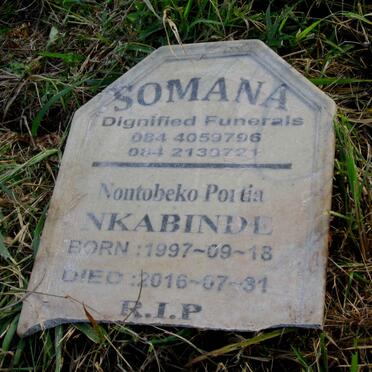 SOMANA
Dignified Funerals
084 4059796
084 2130721
Nontobeko Portia
NKABINDE
BORN :1997~09~18
DIED :2016~07~31
R.I.P